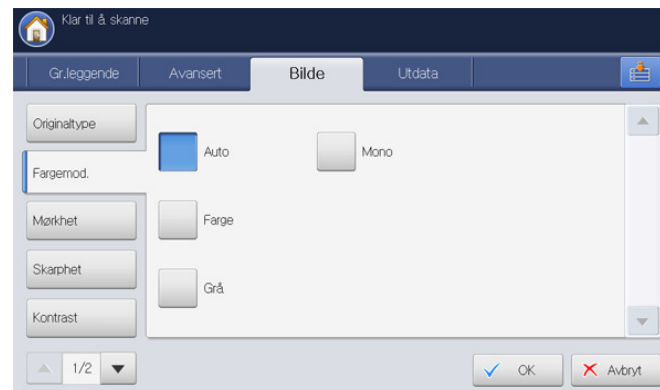 Klar til å skanne
Gr.leggende
Avansert
Bilde
Utdata
Originaltype
Fargemod.
Mørkhet
Skarphet
Kontrast
1/2
Auto
Mono
Farge
Grå
OK
Avbryt